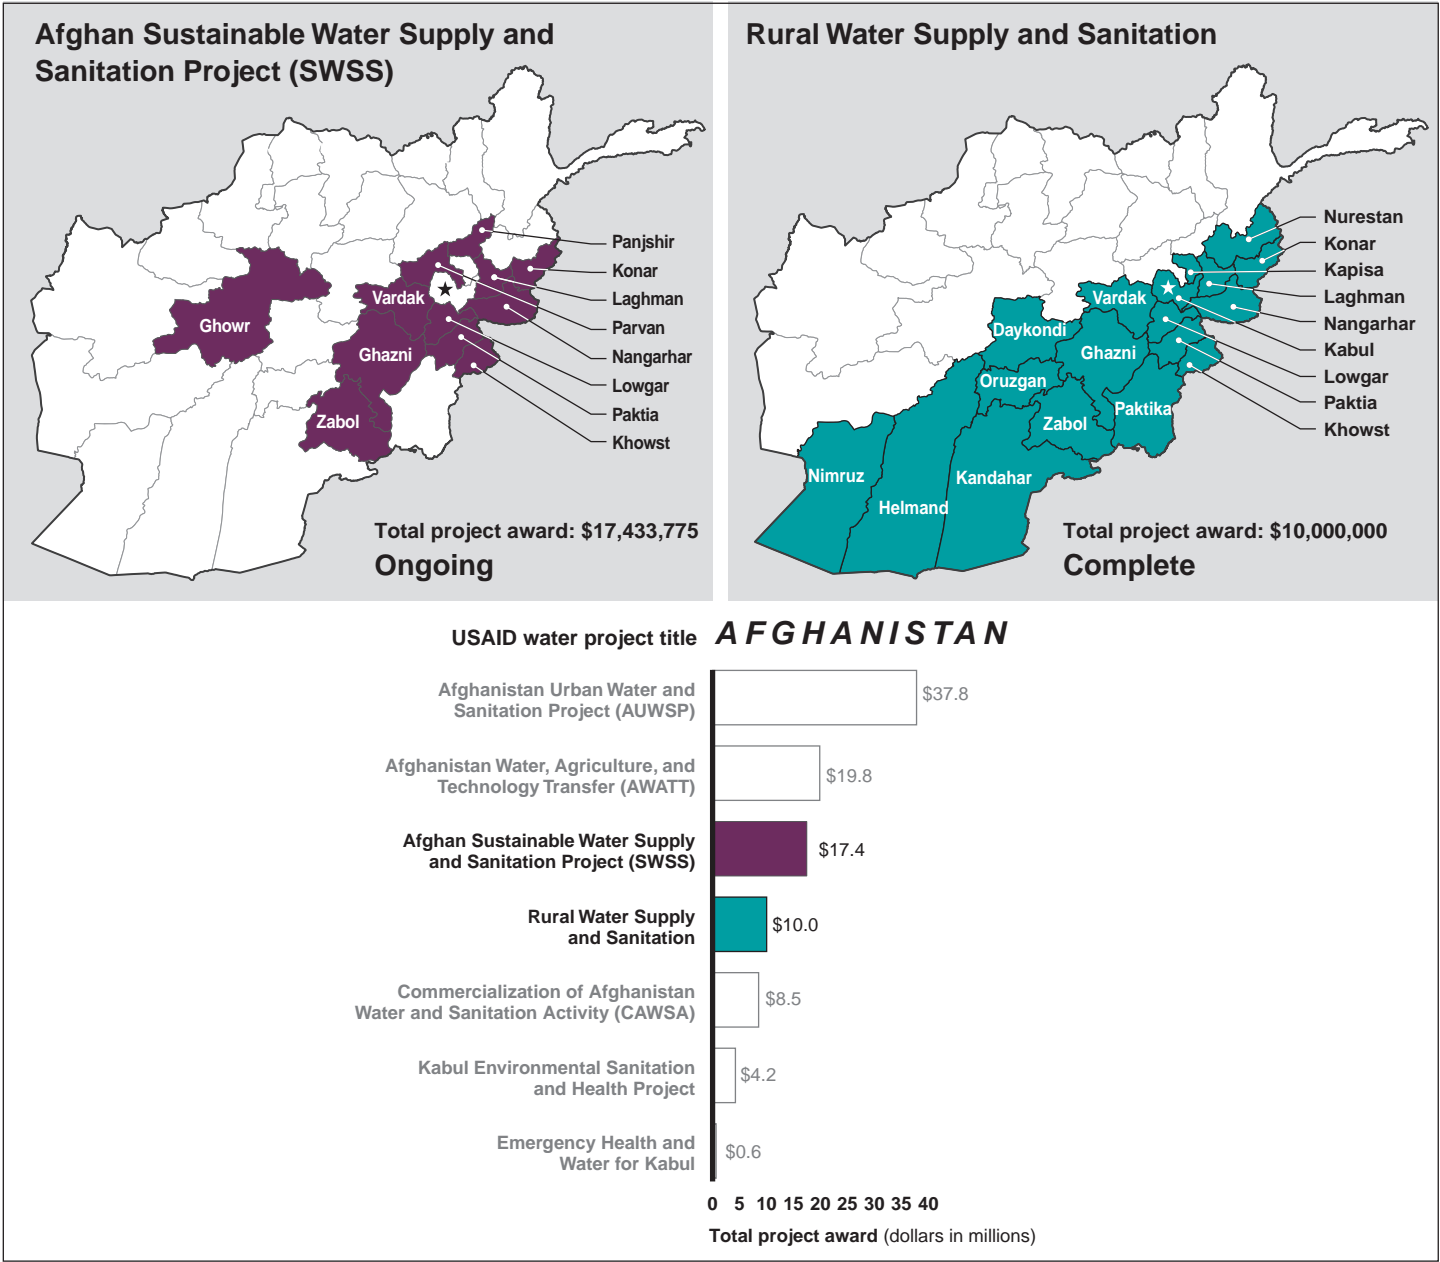 Afghan Sustainable Water Supply and
Sanitation Project (SWSS)
Panjshir
Konar
Laghman
Parvan
Nangarhar
Lowgar
Paktia
Khowst
Vardak
Ghowr
Ghazni
Zabol
Total project award: $17,433,775
Ongoing
Rural Water Supply and Sanitation
Nurestan
Konar
Kapisa
Laghman
Nangarhar
Kabul
Lowgar
Paktia
Khowst
Vardak
Daykondi
Ghazni
Oruzgan
Paktika
Zabol
Nimruz
Kandahar
Helmand
Total project award: $10,000,000
Complete
USAID water project title
AFGHANISTAN
Afghanistan Urban Water and
Sanitation Project (AUWSP)
$37.8
Afghanistan Water, Agriculture, and
Technology Transfer (AWATT)
$19.8
Afghan Sustainable Water Supply
and Sanitation Project (SWSS)
$17.4
Rural Water Supply
and Sanitation
$10.0
Commercialization of Afghanistan
Water and Sanitation Activity (CAWSA)
$8.5
Kabul Environmental Sanitation
and Health Project
$4.2
Emergency Health and
Water for Kabul
$0.6
0 5 10 15 20 25 30 35 40
Total project award (dollars in millions)